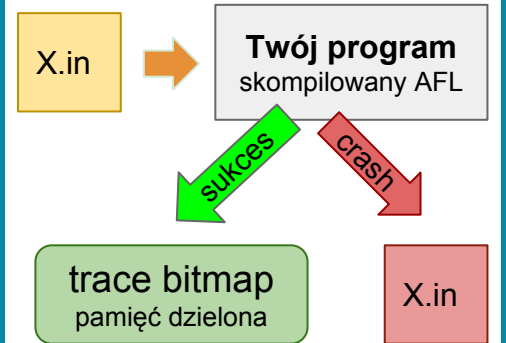 X.in
Twój program
skompilowany AFL
sukces
crash
trace bitmap
pamięć dzielona
X.in